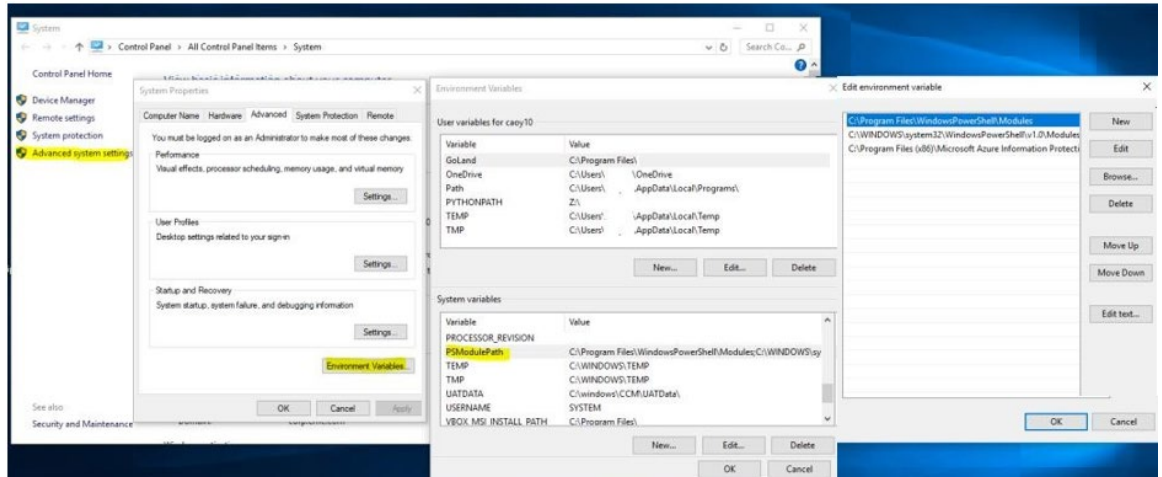 System
Control Panel > All Control Panel Items > System
Search Co...
Control Panel Home
Device Manager
Remote settings
System protection
Advanced system settings
See also
Security and Maintenance
System Properties
Computer Name Hardware Advanced System Protection Remote
You must be logged on as an Administrator to make most of these changes.
Performance
Visual effects, processor scheduling, memory usage, and virtual memory
Settings...
User Profiles
Desktop settings related to your sign-in
Settings...
Startup and Recovery
System startup, system failure, and debugging information
Settings...
Environment Variables...
OK Cancel Apply
Environment Variables
User variables for caoy10
Variable Value
GoLand C:\Program Files\
OneDrive C:\Users\ \OneDrive
Path C:\Users\ .AppData\Local\Programs\
PYTHONPATH Z:\
TEMP C:\Users'. \AppData\Local\Temp
TMP C:\Users\ .AppData\Local\Temp
New... Edit... Delete
System variables
Variable Value
PROCESSOR_REVISION
PSModulePath C:\Program Files\WindowsPowerShell\Modules;C:\WINDOWS\sy
TEMP C:\WINDOWS\TEMP
TMP C:\WINDOWS\TEMP
UATDATA C:\windows\CCM\UATData\
USERNAME SYSTEM
VBOX_MSI_INSTALL_PATH C:\Program Files\
New... Edit... Delete
OK Cancel
Edit environment variable
C:\Program Files\WindowsPowerShell\Modules
C:\WINDOWS\system32\WindowsPowerShell\v1.0\Modules
C:\Program Files (x86)\Microsoft Azure Information Protecti
New
Edit
Browse...
Delete
Move Up
Move Down
Edit text...
OK Cancel